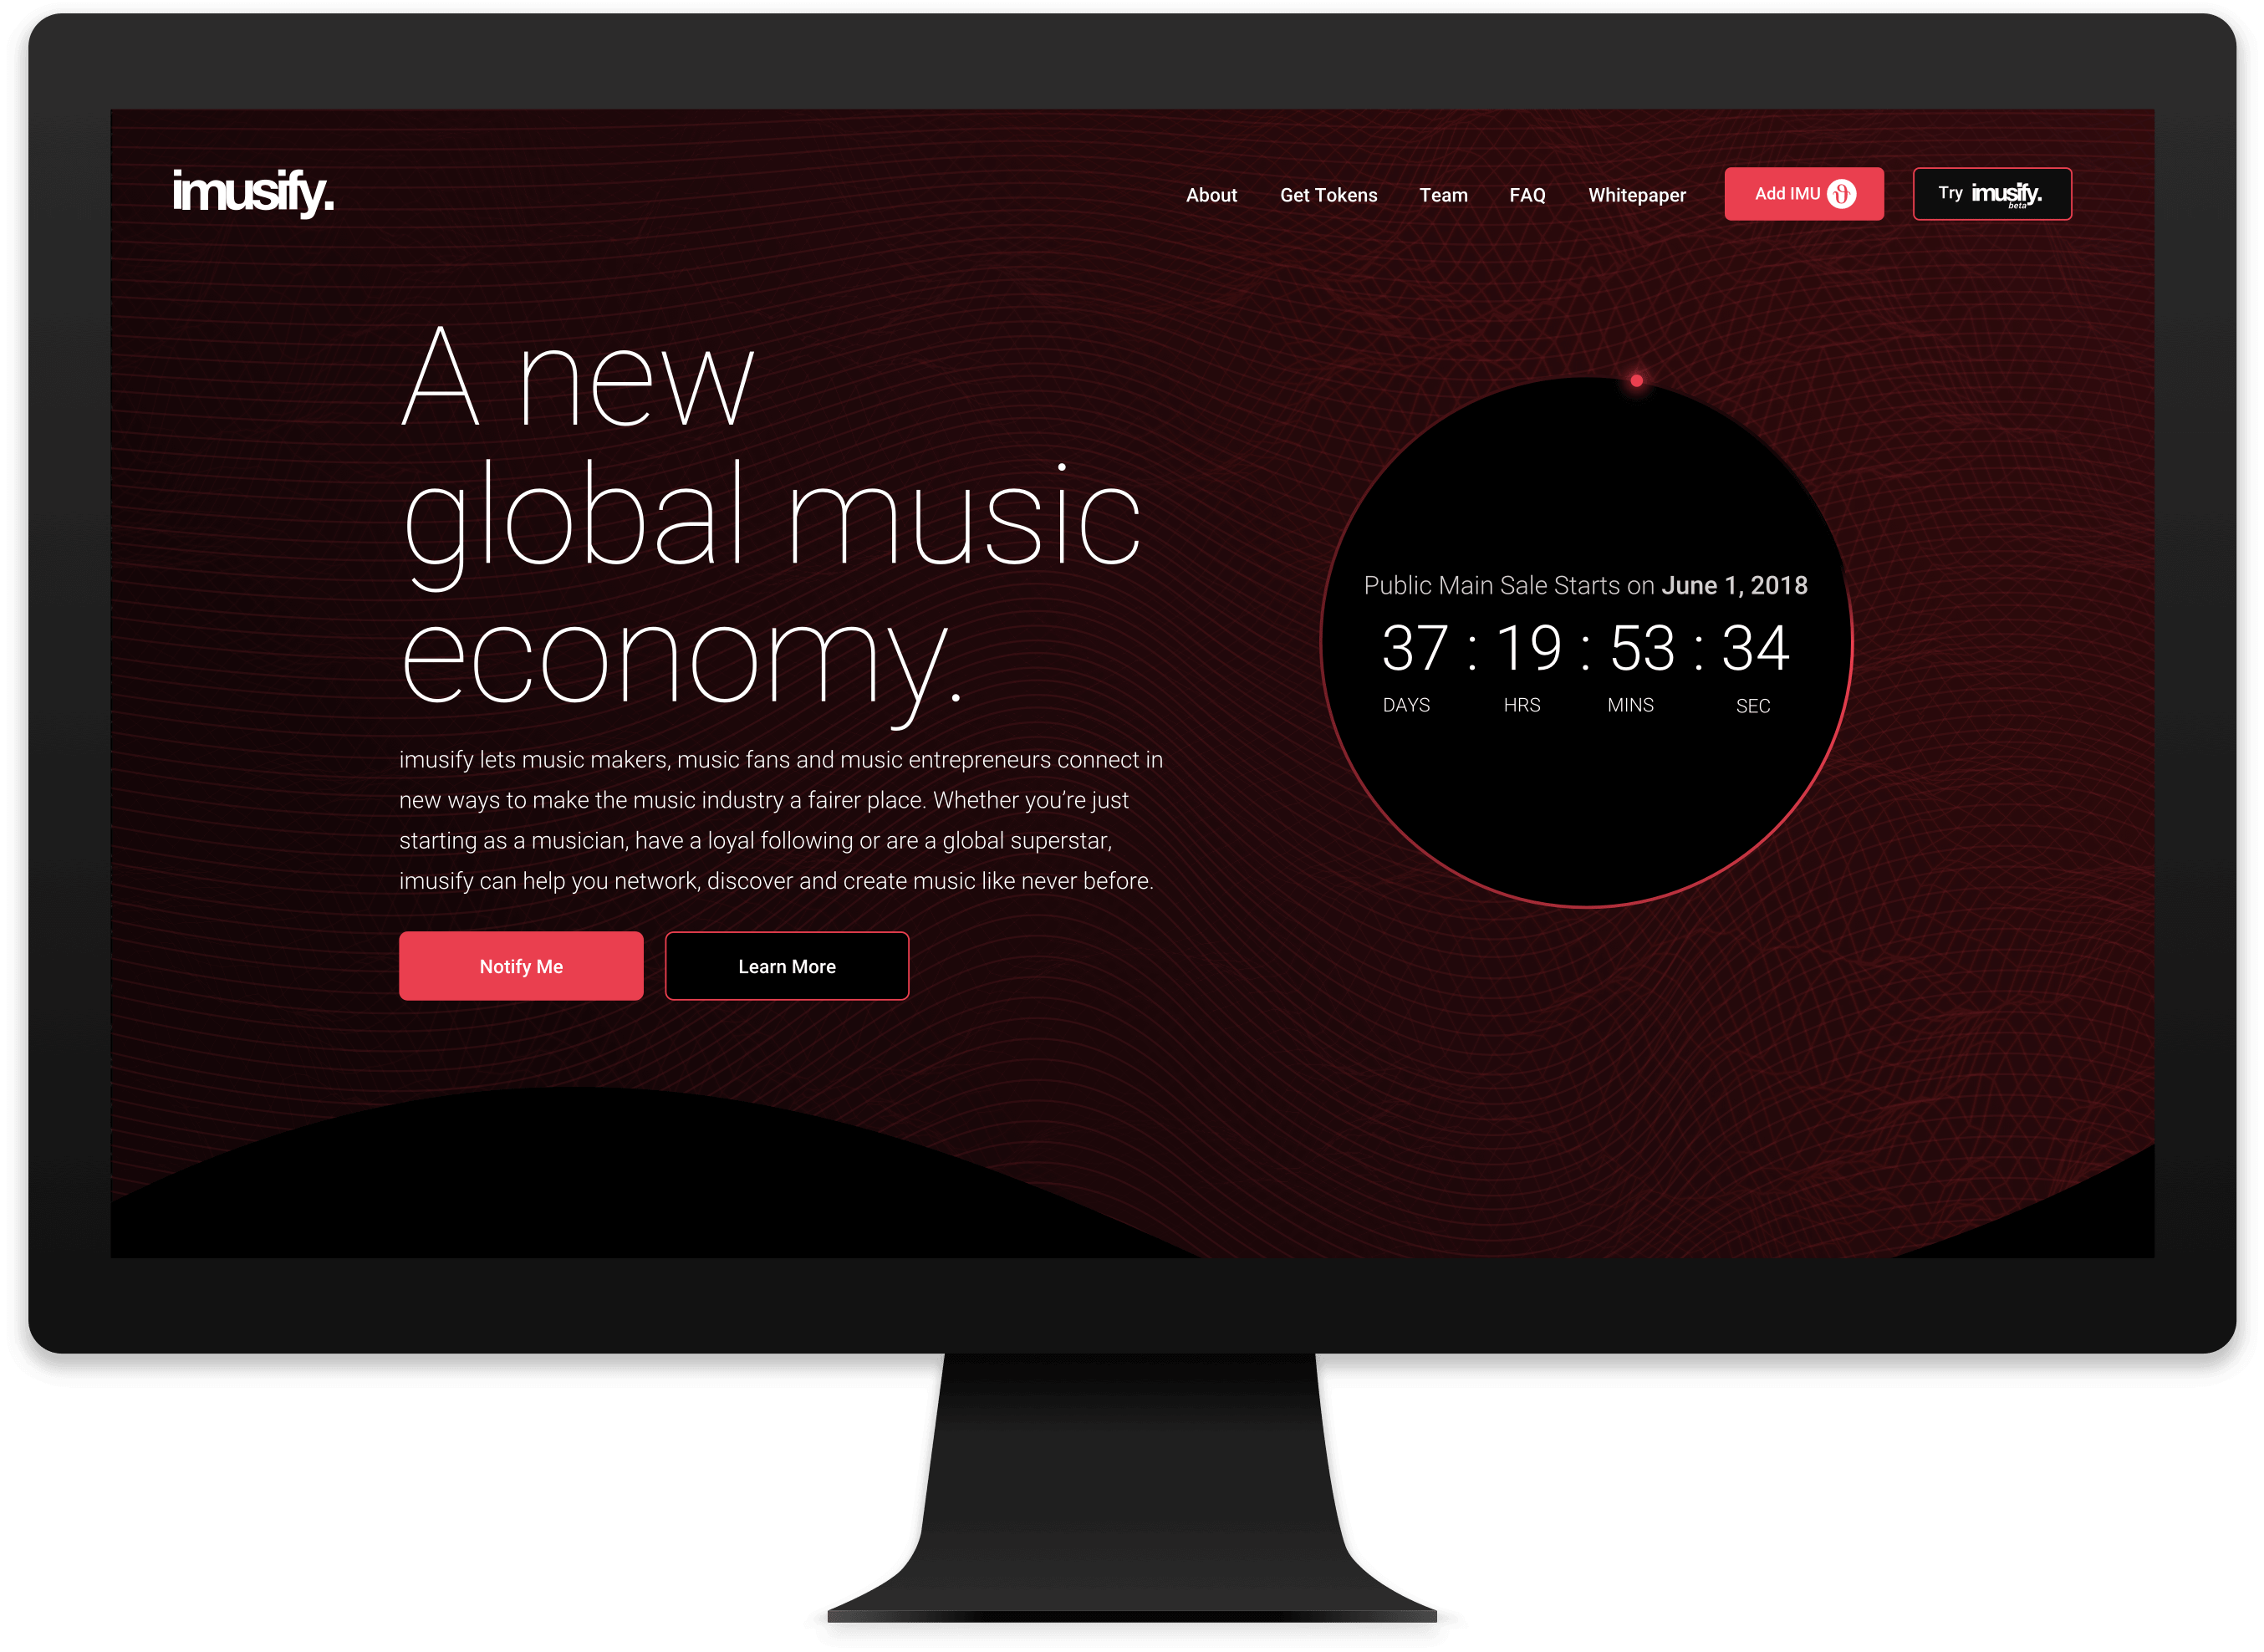 imusify.
About Get Tokens Team FAQ Whitepaper Add IMU Try imusify. beta
A new
global music
economy.
imusify lets music makers, music fans and music entrepreneurs connect in
new ways to make the music industry a fairer place. Whether you’re just
starting as a musician, have a loyal following or are a global superstar,
imusify can help you network, discover and create music like never before.
Notify Me Learn More
Public Main Sale Starts on June 1, 2018
37 : 19 : 53 : 34
DAYS HRS MINS SEC